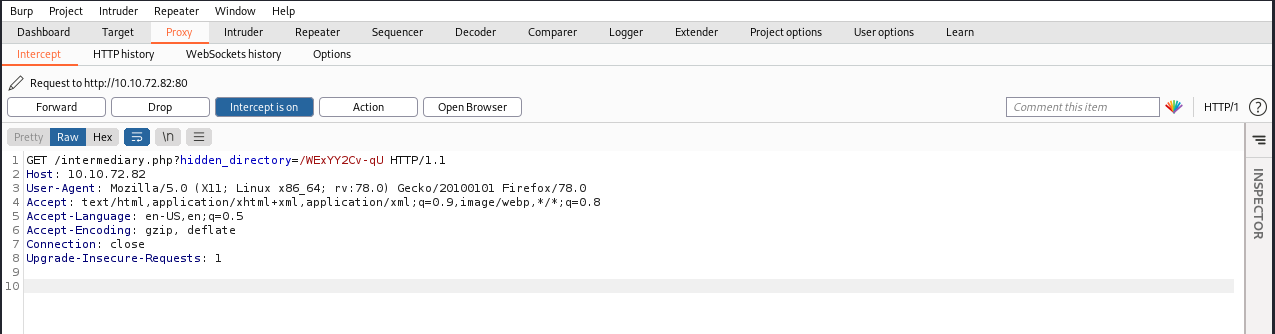 Burp Project Intruder Repeater Window Help
Dashboard Target Proxy Intruder Repeater Sequencer Decoder Comparer Logger Extender Project options User options Learn
Intercept HTTP history WebSockets history Options
Request to http://10.10.72.82:80
Forward Drop Intercept is on Action Open Browser Comment this item HTTP/1 ?
Pretty Raw Hex \n
INSPECTOR
1 GET /intermediary.php?hidden_directory=/WExYY2Cv-qU HTTP/1.1
2 Host: 10.10.72.82
3 User-Agent: Mozilla/5.0 (X11; Linux x86_64; rv:78.0) Gecko/20100101 Firefox/78.0
4 Accept: text/html,application/xhtml+xml,application/xml;q=0.9,image/webp,*/*;q=0.8
5 Accept-Language: en-US,en;q=0.5
6 Accept-Encoding: gzip, deflate
7 Connection: close
8 Upgrade-Insecure-Requests: 1
9
10